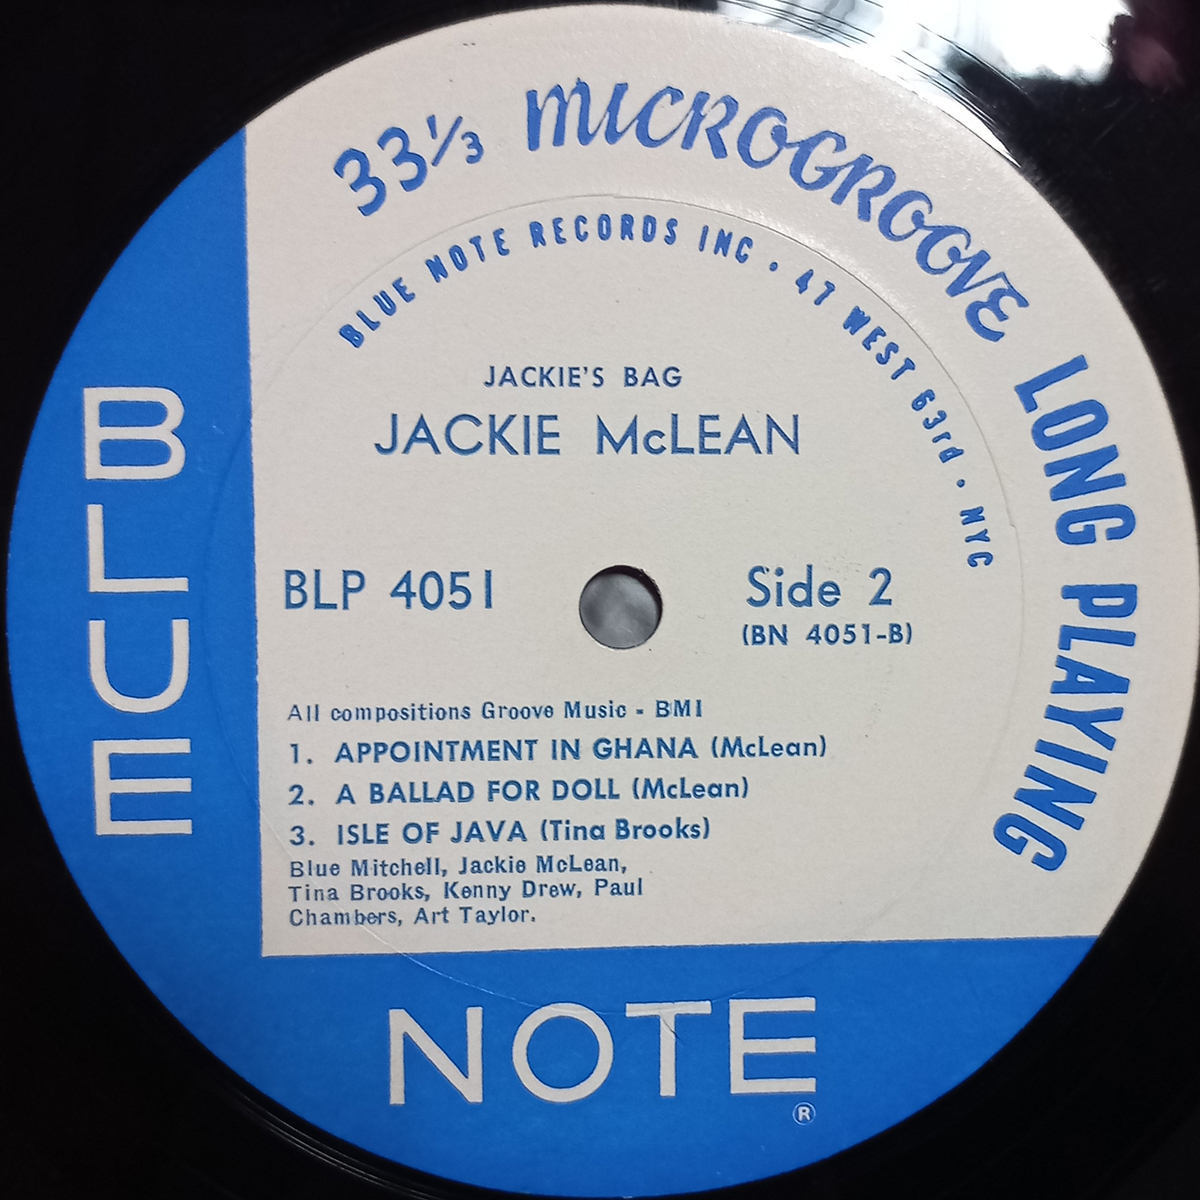 33⅓ MICROGROOVE LONG PLAYING
BLUE NOTE RECORDS INC • 47 WEST 63rd • NYC
JACKIE'S BAG
JACKIE McLEAN
BLP 4051
Side 2
(BN 4051-B)
All compositions Groove Music - BMI
1. APPOINTMENT IN GHANA (McLean)
2. A BALLAD FOR DOLL (McLean)
3. ISLE OF JAVA (Tina Brooks)
Blue Mitchell, Jackie McLean,
Tina Brooks, Kenny Drew, Paul
Chambers, Art Taylor.
BLUE
NOTE
®